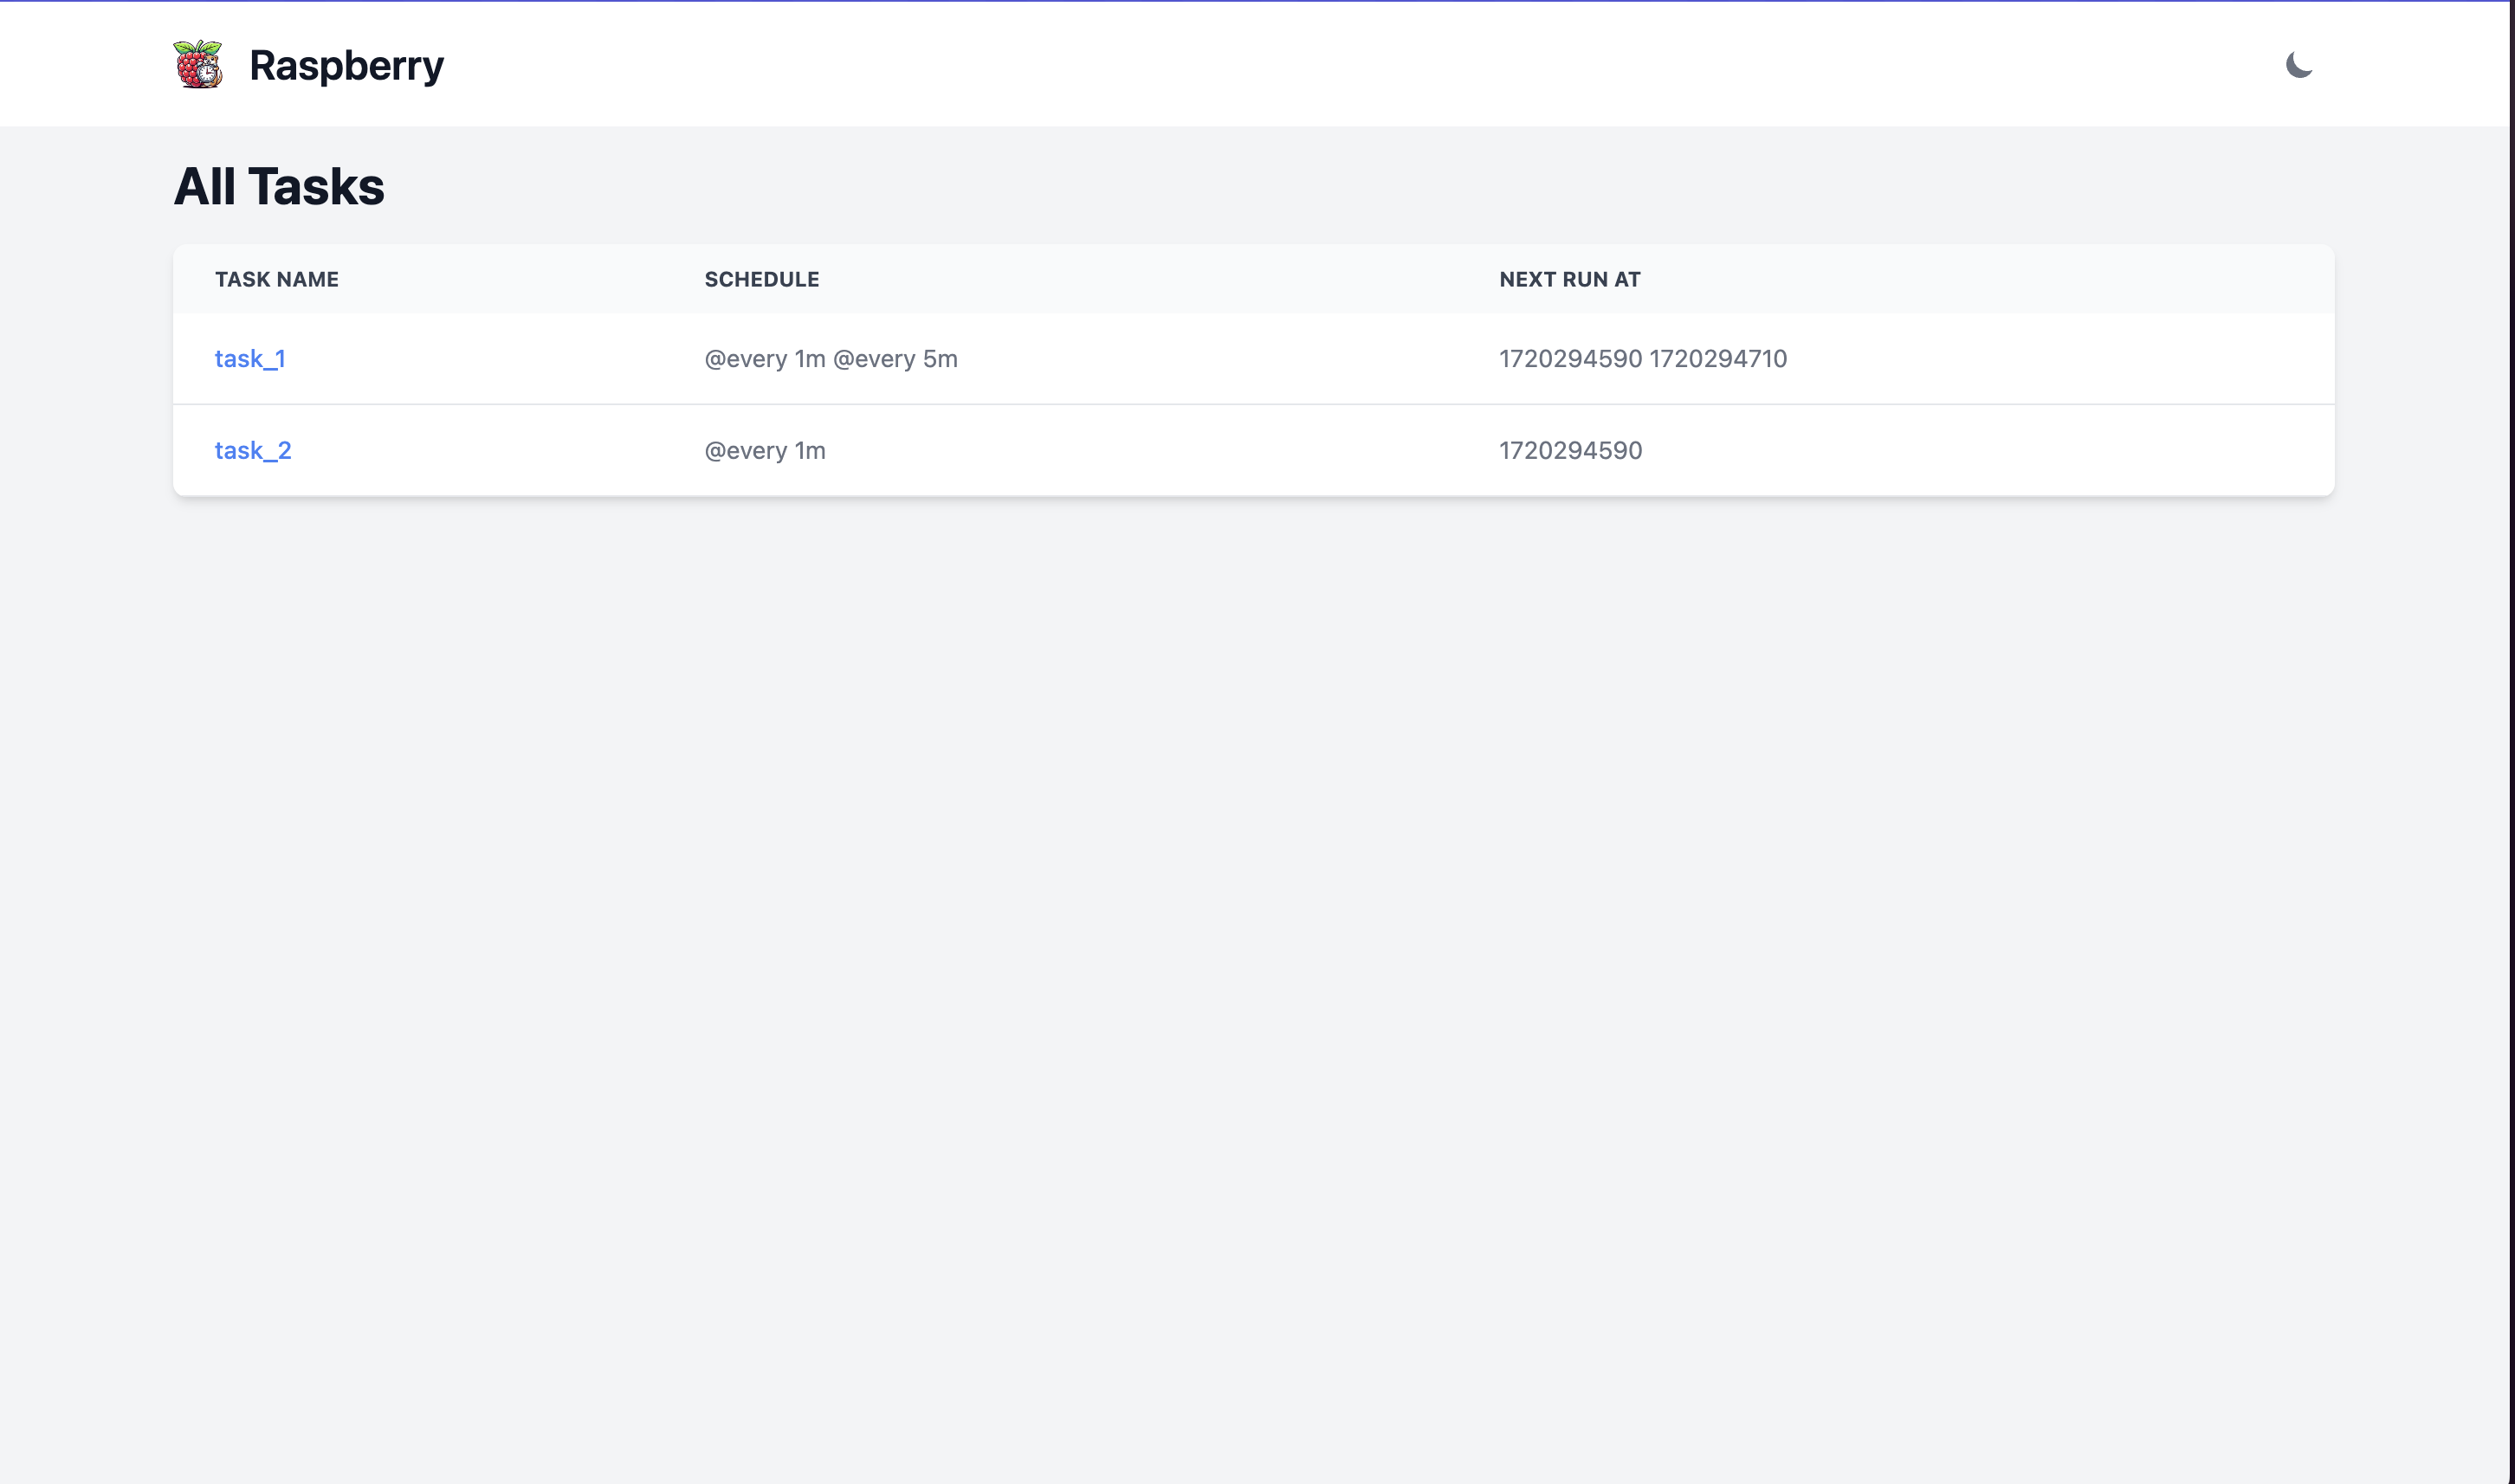 Raspberry
All Tasks
TASK NAME SCHEDULE NEXT RUN AT
task_1 @every 1m @every 5m 1720294590 1720294710
task_2 @every 1m 1720294590